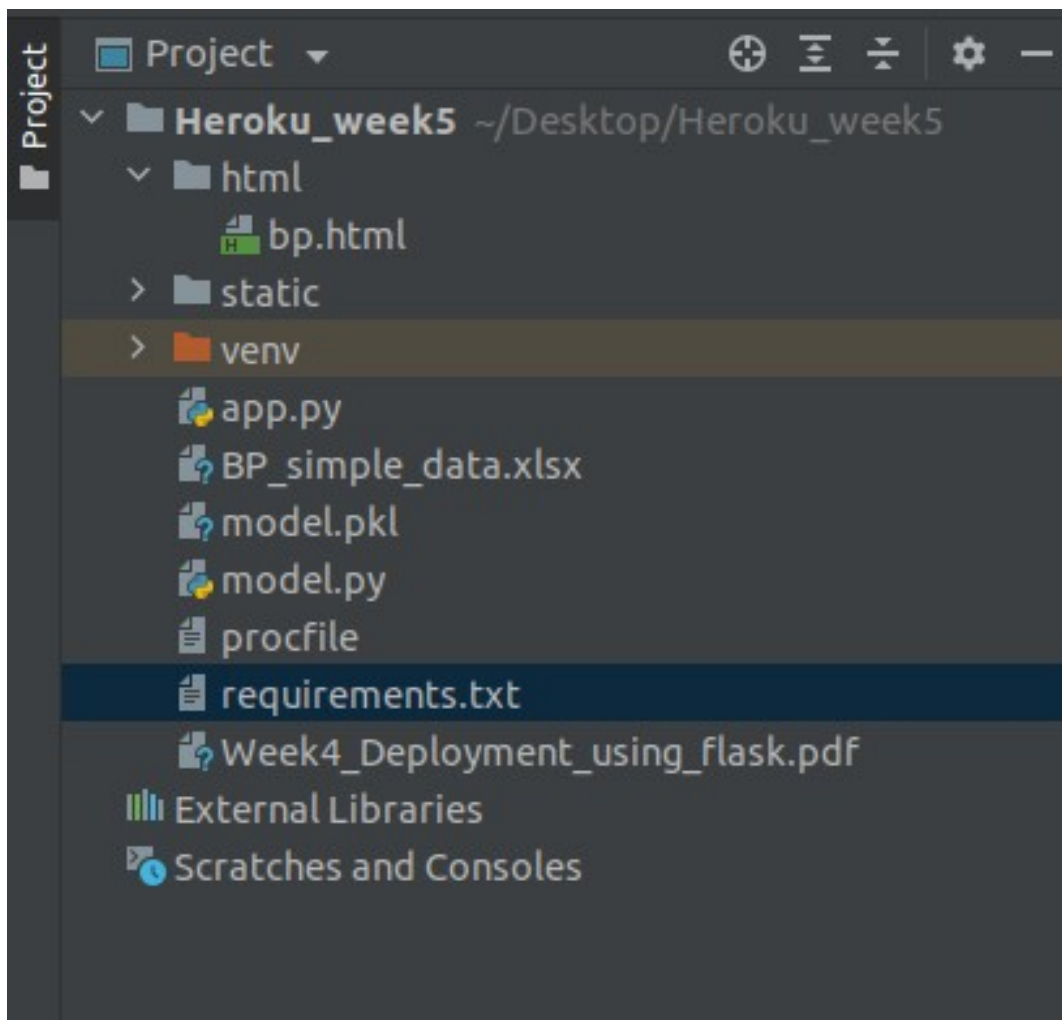 Project
Project
Heroku_week5 ~/Desktop/Heroku_week5
html
H bp.html
static
venv
app.py
? BP_simple_data.xlsx
? model.pkl
model.py
procfile
requirements.txt
? Week4_Deployment_using_flask.pdf
External Libraries
Scratches and Consoles